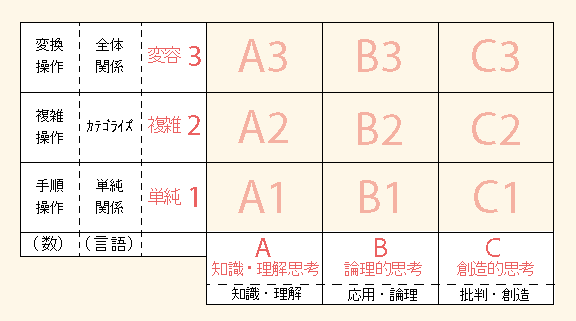 変換操作 全体関係 変容 3 A3 B3 C3
複雑操作 カテゴライズ 複雑 2 A2 B2 C2
手順操作 単純関係 単純 1 A1 B1 C1
(数) (言語) A B C
知識・理解思考 論理的思考 創造的思考
知識・理解 応用・論理 批判・創造